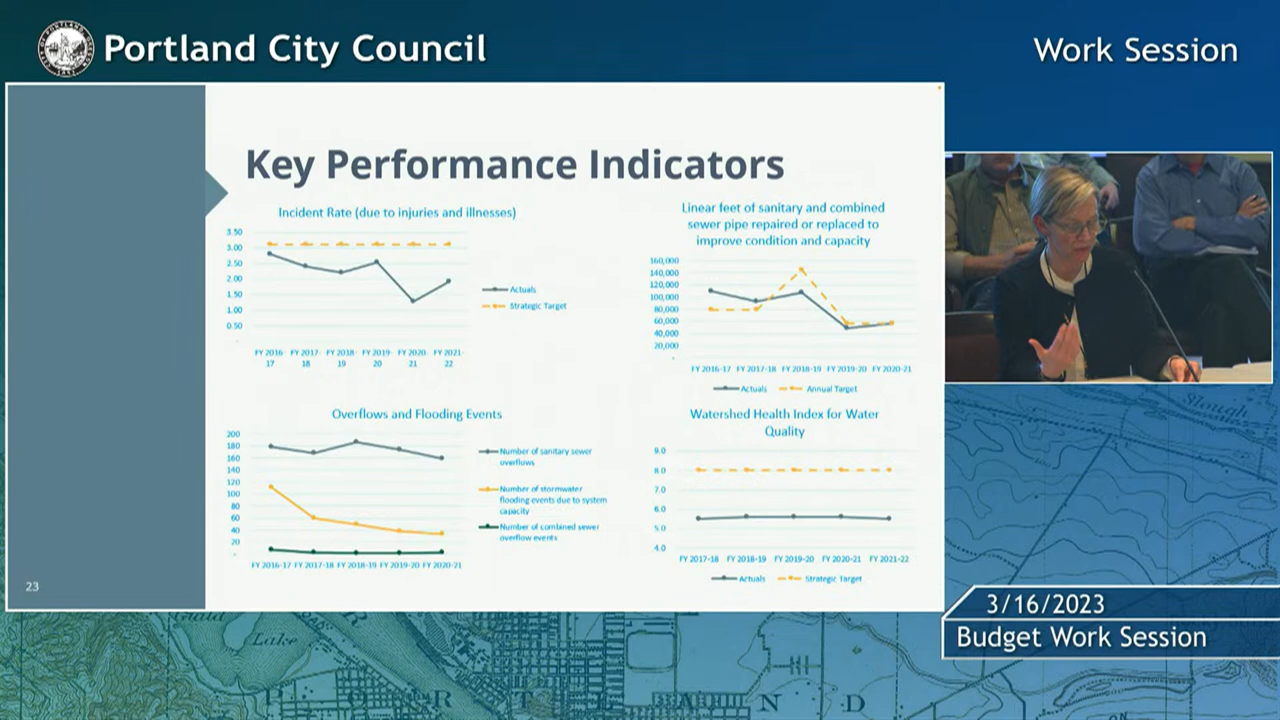 Portland City Council
Work Session
Key Performance Indicators
Incident Rate (due to injuries and illnesses)
3.50
3.00
2.50
2.00
1.50
1.00
0.50
FY 2016-
17
FY 2017-
18
FY 2018-
19
FY 2019-
20
FY 2020-
21
FY 2021-
22
Actuals
Strategic Target
Linear feet of sanitary and combined
sewer pipe repaired or replaced to
improve condition and capacity
160,000
140,000
120,000
100,000
80,000
60,000
40,000
20,000
-
FY 2016-17 FY 2017-18 FY 2018-19 FY 2019-20 FY 2020-21
Actuals
Annual Target
Overflows and Flooding Events
200
180
160
140
120
100
80
60
40
20
-
FY 2016-17 FY 2017-18 FY 2018-19 FY 2019-20 FY 2020-21
Number of sanitary sewer
overflows
Number of stormwater
flooding events due to system
capacity
Number of combined sewer
overflow events
Watershed Health Index for Water
Quality
9.0
8.0
7.0
6.0
5.0
4.0
FY 2017-18 FY 2018-19 FY 2019-20 FY 2020-21 FY 2021-22
Actuals
Strategic Target
23
3/16/2023
Budget Work Session
Slough
Guild
Lake
R T L A N D